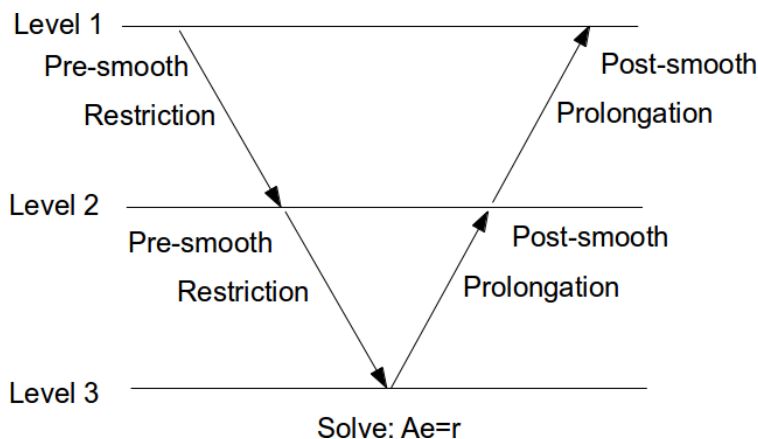 Level 1
Pre-smooth
Post-smooth
Restriction
Prolongation
Level 2
Pre-smooth
Post-smooth
Restriction
Prolongation
Level 3
Solve: Ae=r